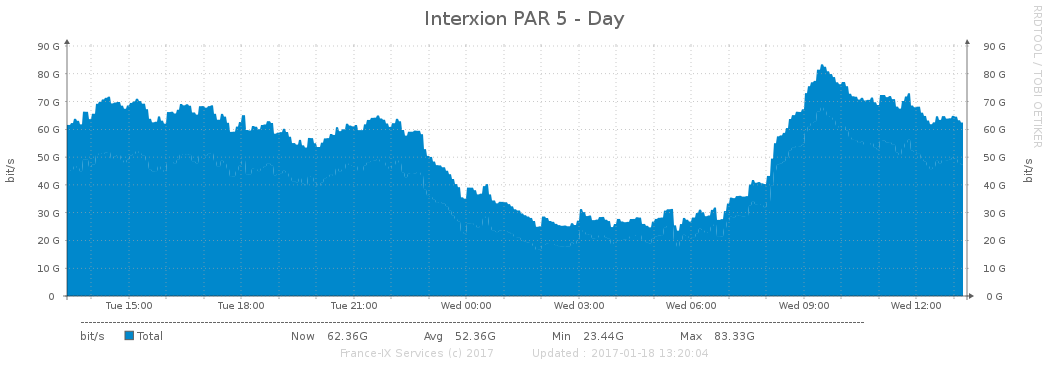 Interxion PAR 5 - Day
RRDTOOL / TOBI OETIKER
90 G 90 G
80 G 80 G
70 G 70 G
60 G 60 G
50 G 50 G
40 G 40 G
30 G 30 G
20 G 20 G
10 G 10 G
0 0 G
bit/s
bit/s
Tue 15:00 Tue 18:00 Tue 21:00 Wed 00:00 Wed 03:00 Wed 06:00 Wed 09:00 Wed 12:00
bit/s Total Now 62.36G Avg 52.36G Min 23.44G Max 83.33G
France-IX Services (c) 2017 Updated : 2017-01-18 13:20:04